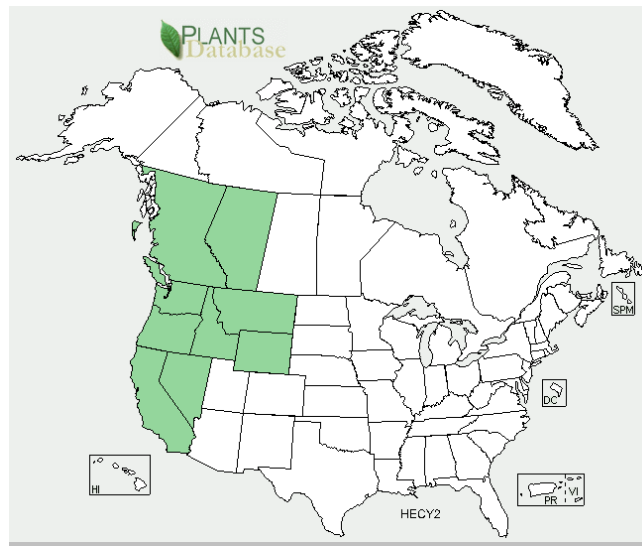 PLANTS
Database
SPM
DC
HI
PR
VI
HECY2